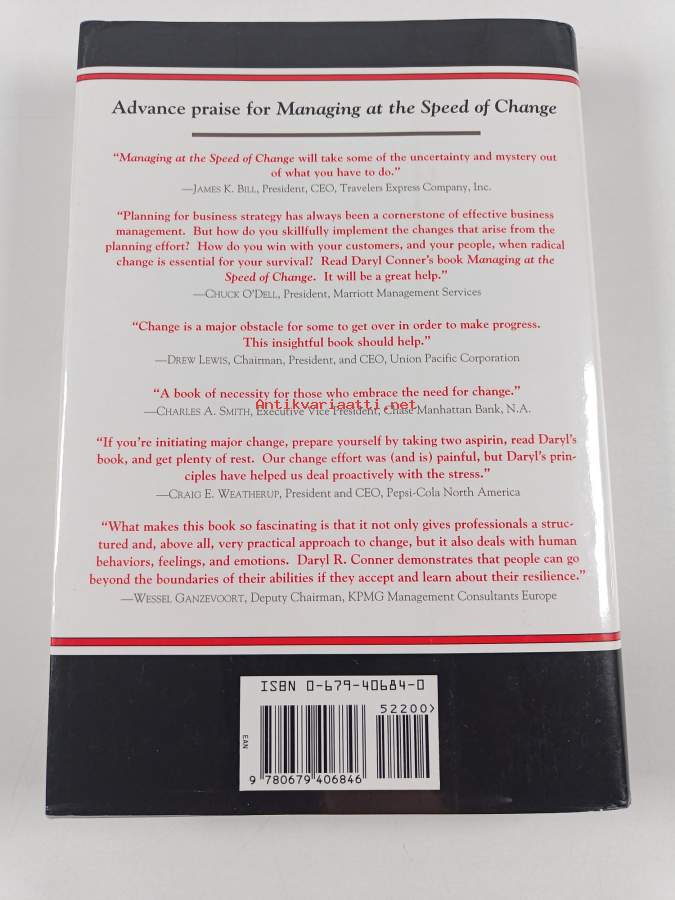 Advance praise for Managing at the Speed of Change
“Managing at the Speed of Change will take some of the uncertainty and mystery out
of what you have to do.”
—James K. Bill, President, CEO, Travelers Express Company, Inc.
“Planning for business strategy has always been a cornerstone of effective business
management. But how do you skillfully implement the changes that arise from the
planning effort? How do you win with your customers, and your people, when radical
change is essential for your survival? Read Daryl Conner’s book Managing at the
Speed of Change. It will be a great help.”
—Chuck O’Dell, President, Marriott Management Services
“Change is a major obstacle for some to get over in order to make progress.
This insightful book should help.”
—Drew Lewis, Chairman, President, and CEO, Union Pacific Corporation
“A book of necessity for those who embrace the need for change.”
Antikvariaatti.net
—Charles A. Smith, Executive Vice President, Chase Manhattan Bank, N.A.
“If you’re initiating major change, prepare yourself by taking two aspirin, read Daryl’s
book, and get plenty of rest. Our change effort was (and is) painful, but Daryl’s prin-
ciples have helped us deal proactively with the stress.”
—Craig E. Weatherup, President and CEO, Pepsi-Cola North America
“What makes this book so fascinating is that it not only gives professionals a struc-
tured and, above all, very practical approach to change, but it also deals with human
behaviors, feelings, and emotions. Daryl R. Conner demonstrates that people can go
beyond the boundaries of their abilities if they accept and learn about their resilience.”
—Wessel Ganzevoort, Deputy Chairman, KPMG Management Consultants Europe
ISBN 0-679-40684-0
52200>
EAN
9 780679 406846